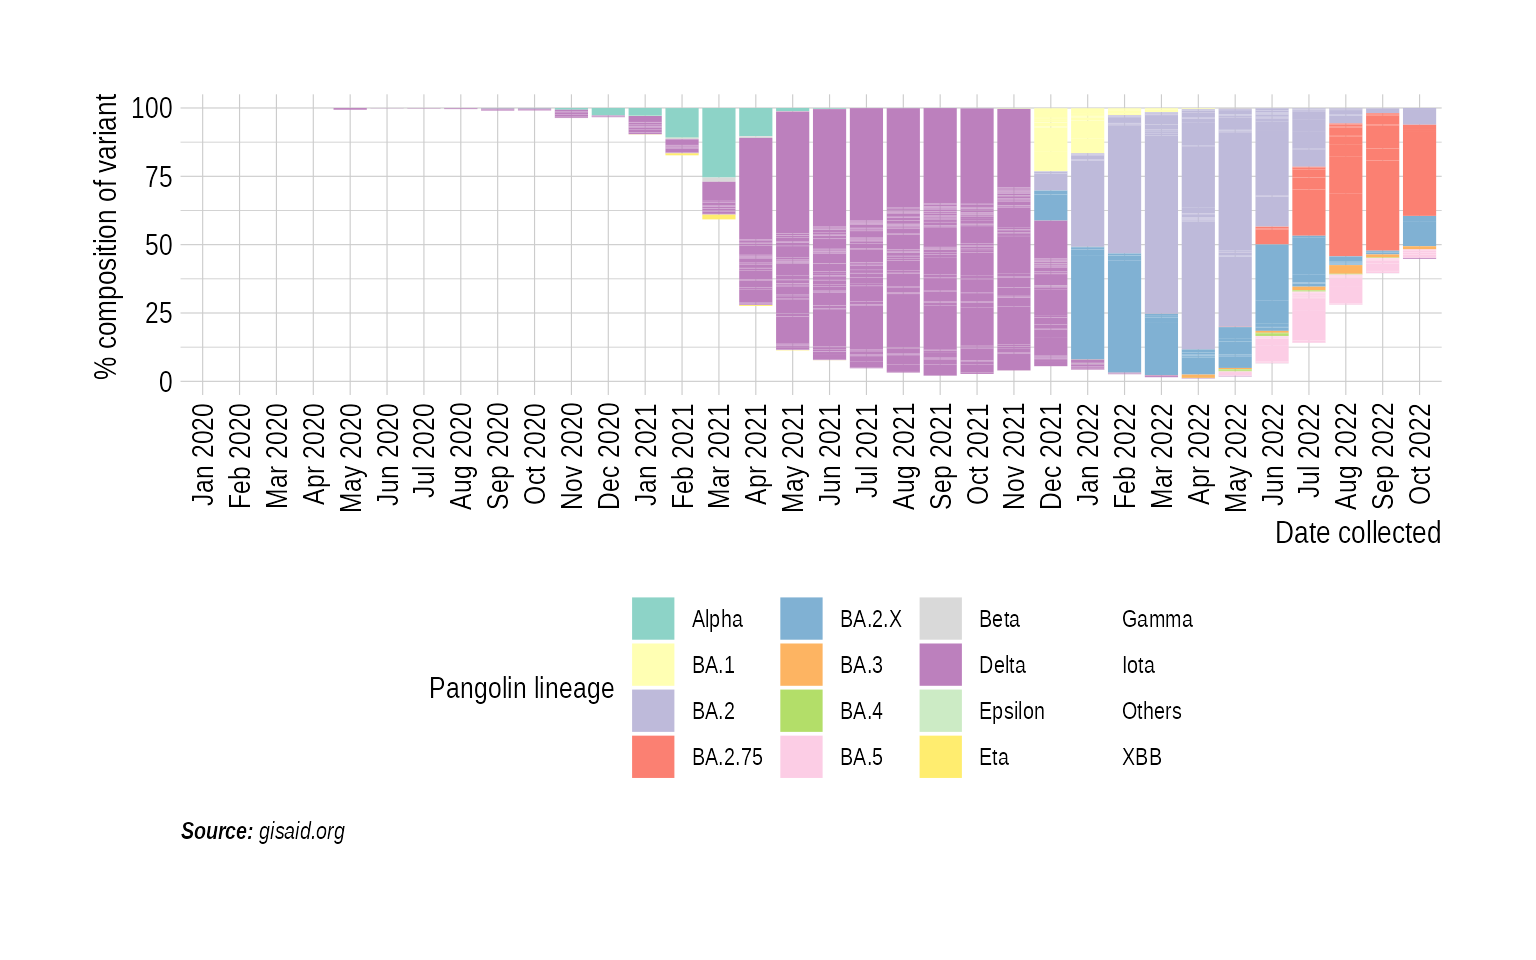 % composition of variant
100
75
50
25
0
Jan 2020
Feb 2020
Mar 2020
Apr 2020
May 2020
Jun 2020
Jul 2020
Aug 2020
Sep 2020
Oct 2020
Nov 2020
Dec 2020
Jan 2021
Feb 2021
Mar 2021
Apr 2021
May 2021
Jun 2021
Jul 2021
Aug 2021
Sep 2021
Oct 2021
Nov 2021
Dec 2021
Jan 2022
Feb 2022
Mar 2022
Apr 2022
May 2022
Jun 2022
Jul 2022
Aug 2022
Sep 2022
Oct 2022
Date collected
Pangolin lineage
Alpha
BA.1
BA.2
BA.2.75
BA.2.X
BA.3
BA.4
BA.5
Beta
Delta
Epsilon
Eta
Gamma
Iota
Others
XBB
Source: gisaid.org